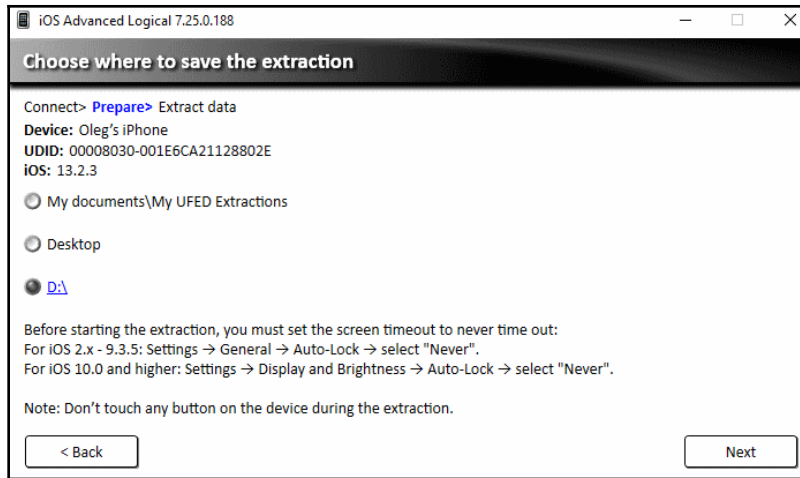 iOS Advanced Logical 7.25.0.188
Choose where to save the extraction
Connect> Prepare> Extract data
Device: Oleg's iPhone
UDID: 00008030-001E6CA21128802E
iOS: 13.2.3
My documents\My UFED Extractions
Desktop
D:\
Before starting the extraction, you must set the screen timeout to never time out:
For iOS 2.x - 9.3.5: Settings → General → Auto-Lock → select "Never".
For iOS 10.0 and higher: Settings → Display and Brightness → Auto-Lock → select "Never".
Note: Don't touch any button on the device during the extraction.
< Back Next